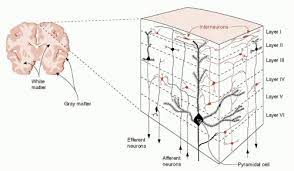 Interneurons
Layer I
Layer II
Layer III
Layer IV
Layer V
Layer VI
White
matter
Gray matter
Efferent
neurons
Afferent
neurons
Pyramidal cell